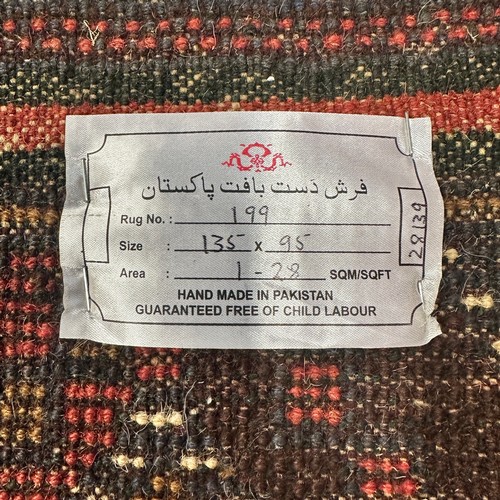 فرش دست بافت پاکستان
Rug No.: 199
Size : 135 x 95
Area : 1-28 SQM/SQFT
HAND MADE IN PAKISTAN
GUARANTEED FREE OF CHILD LABOUR
28139